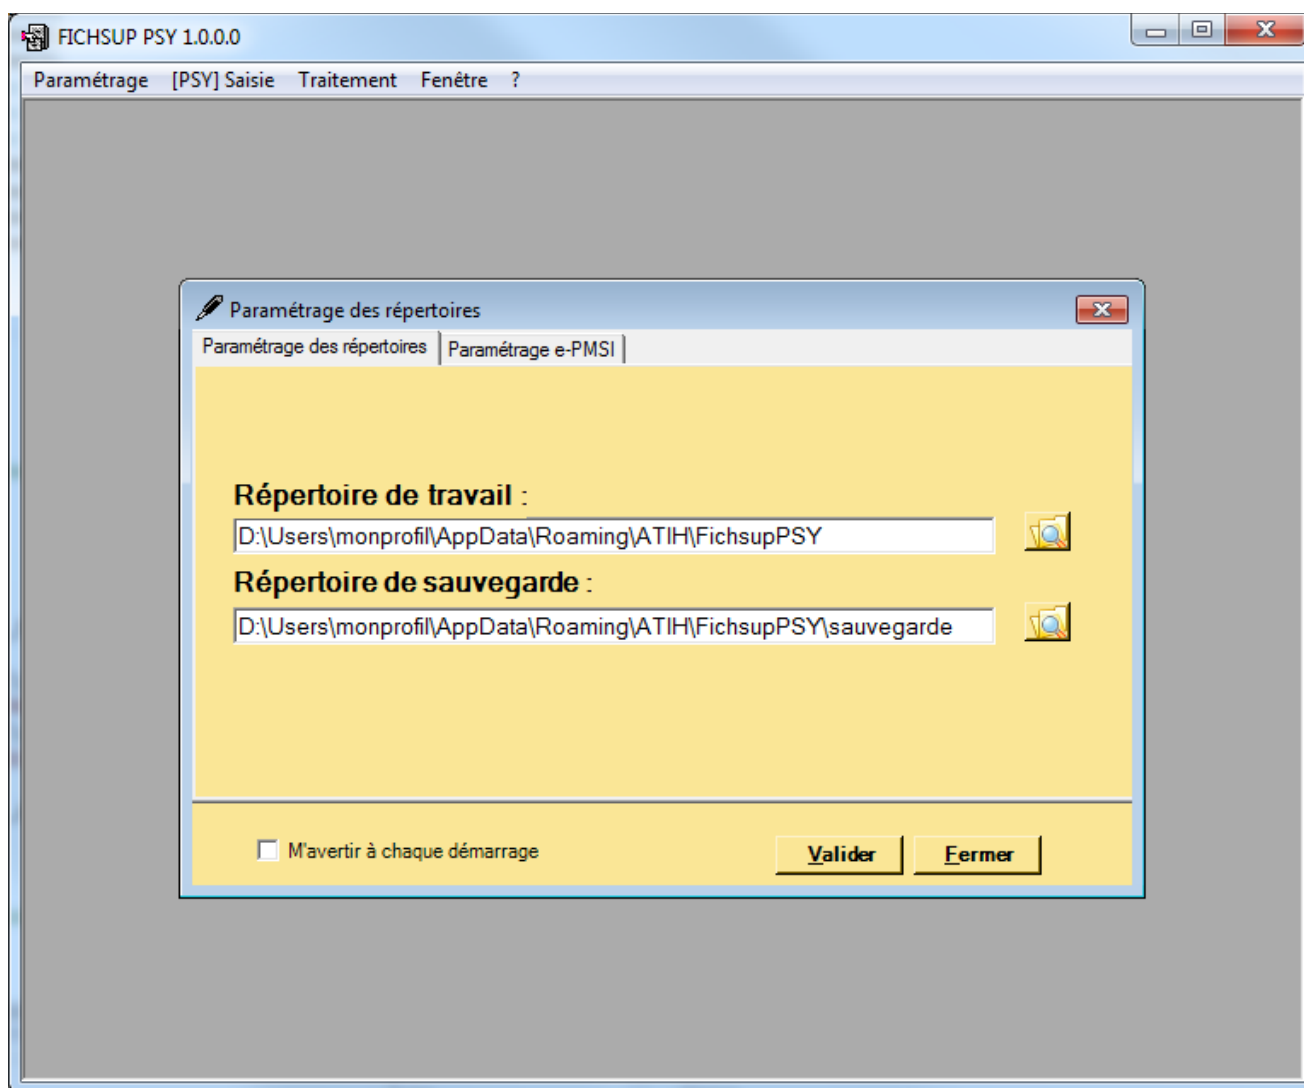 FICHSUP PSY 1.0.0.0
Paramétrage [PSY] Saisie Traitement Fenêtre ?
Paramétrage des répertoires
Paramétrage des répertoires Paramétrage e-PMSI
Répertoire de travail :
D:\Users\monprofil\AppData\Roaming\ATIH\FichsupPSY
Répertoire de sauvegarde :
D:\Users\monprofil\AppData\Roaming\ATIH\FichsupPSY\sauvegarde
M'avertir à chaque démarrage Valider Fermer